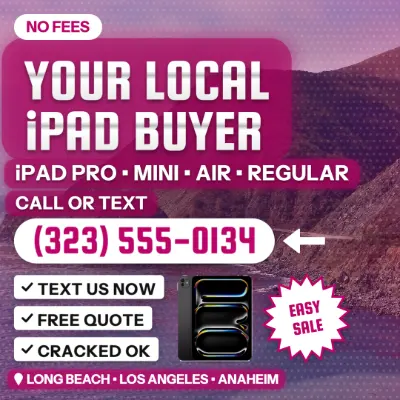 NO FEES
YOUR LOCAL
iPAD BUYER
iPAD PRO • MINI • AIR • REGULAR
CALL OR TEXT
(323) 555-0134
✓ TEXT US NOW
✓ FREE QUOTE
✓ CRACKED OK
EASY
SALE
LONG BEACH • LOS ANGELES • ANAHEIM